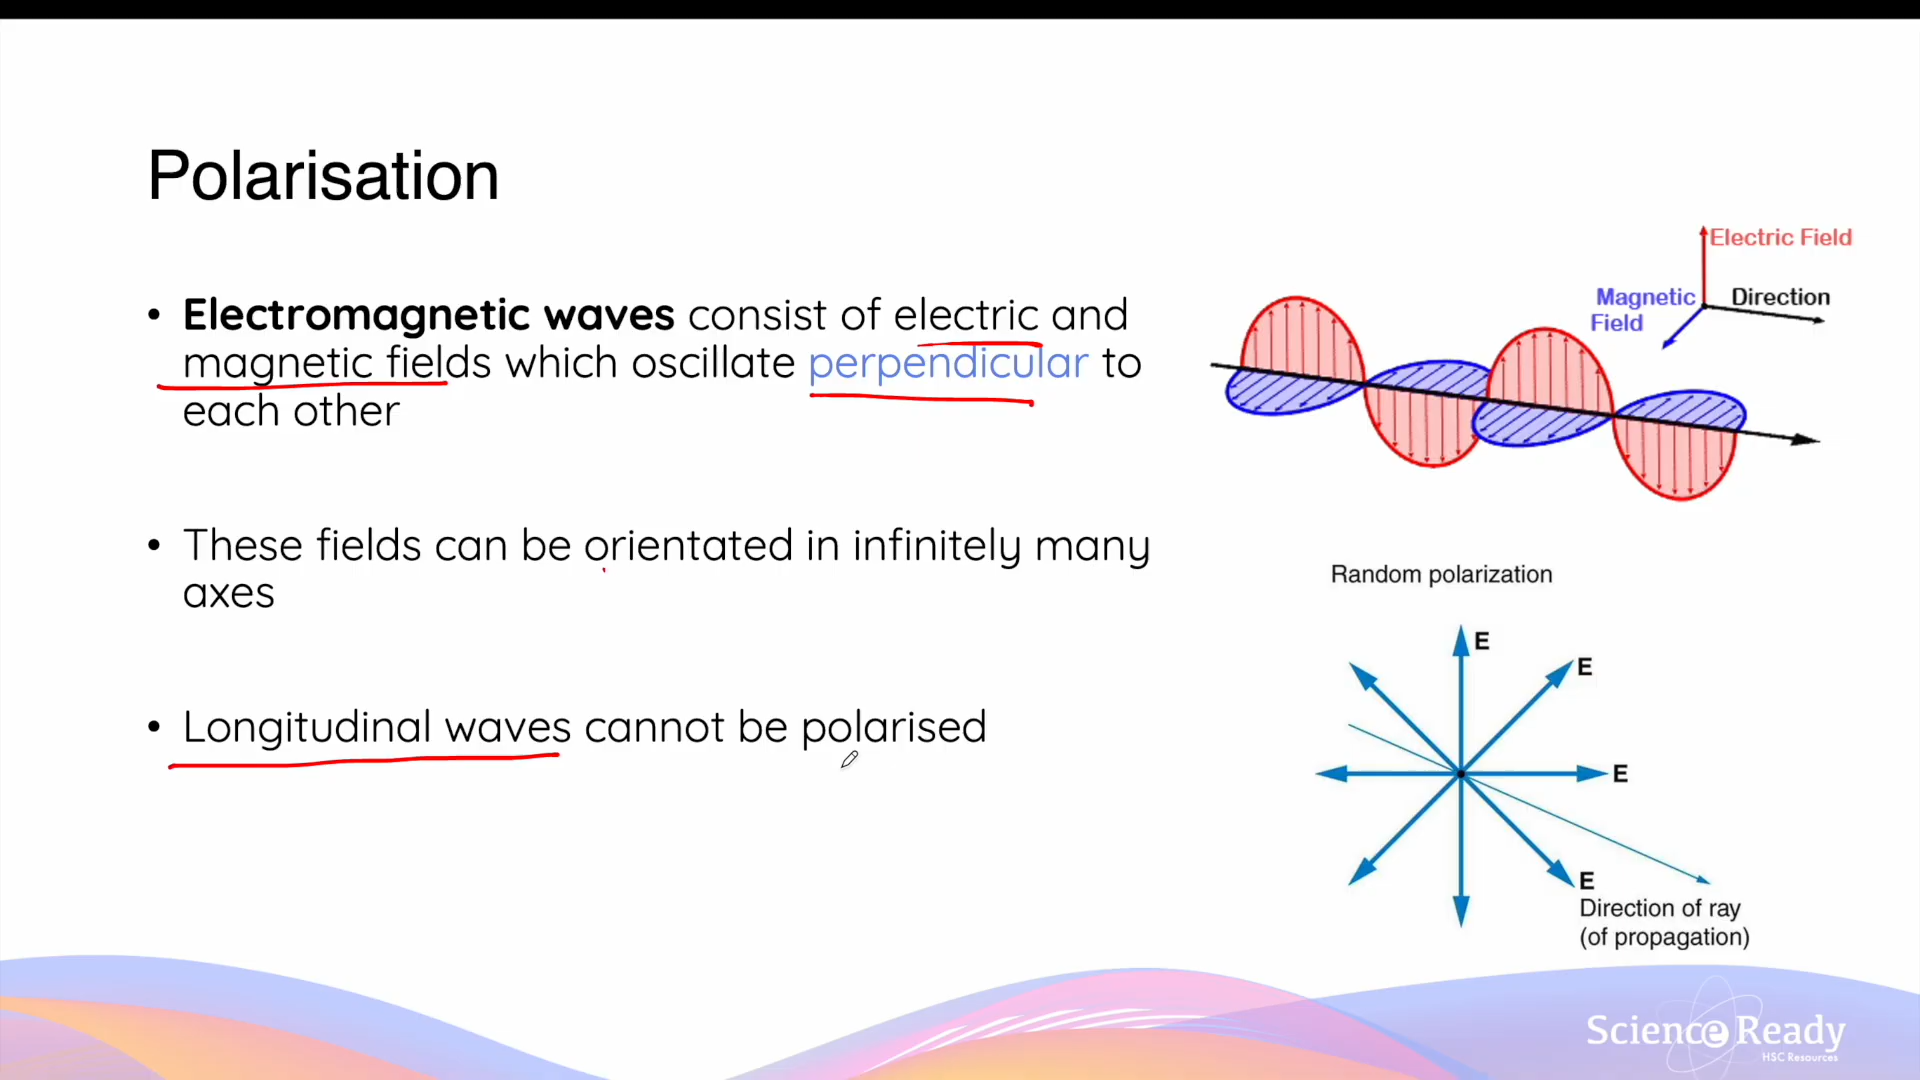 Polarisation
• Electromagnetic waves consist of electric and
magnetic fields which oscillate perpendicular to
each other
• These fields can be orientated in infinitely many
axes
• Longitudinal waves cannot be polarised
Electric Field
Magnetic
Field
Direction
Random polarization
E
E
E
E
Direction of ray
(of propagation)
Science Ready
HSC Resources